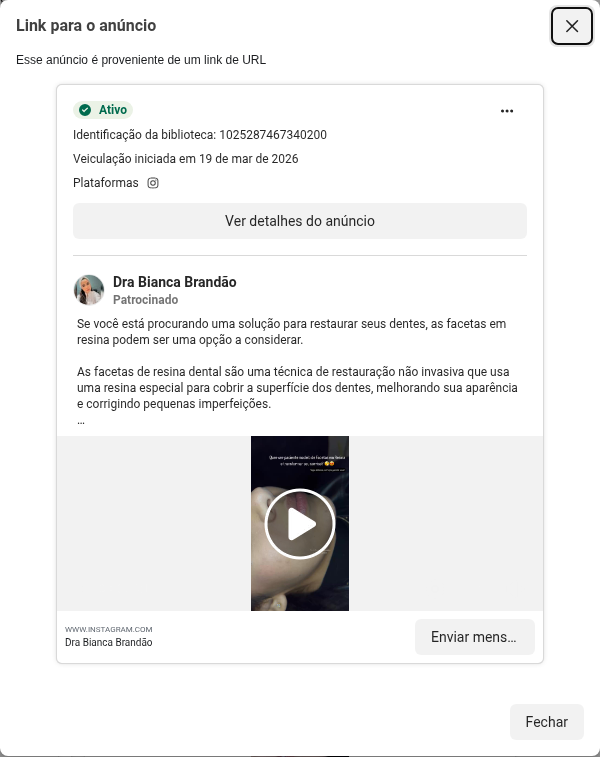 Link para o anúncio
Esse anúncio é proveniente de um link de URL
Ativo
Identificação da biblioteca: 1025287467340200
Veiculação iniciada em 19 de mar de 2026
Plataformas
Ver detalhes do anúncio
Dra Bianca Brandão
Patrocinado
Se você está procurando uma solução para restaurar seus dentes, as facetas em
resina podem ser uma opção a considerar.
As facetas de resina dental são uma técnica de restauração não invasiva que usa
uma resina especial para cobrir a superfície dos dentes, melhorando sua aparência
e corrigindo pequenas imperfeições.
...
WWW.INSTAGRAM.COM
Dra Bianca Brandão
Enviar mens...
Fechar